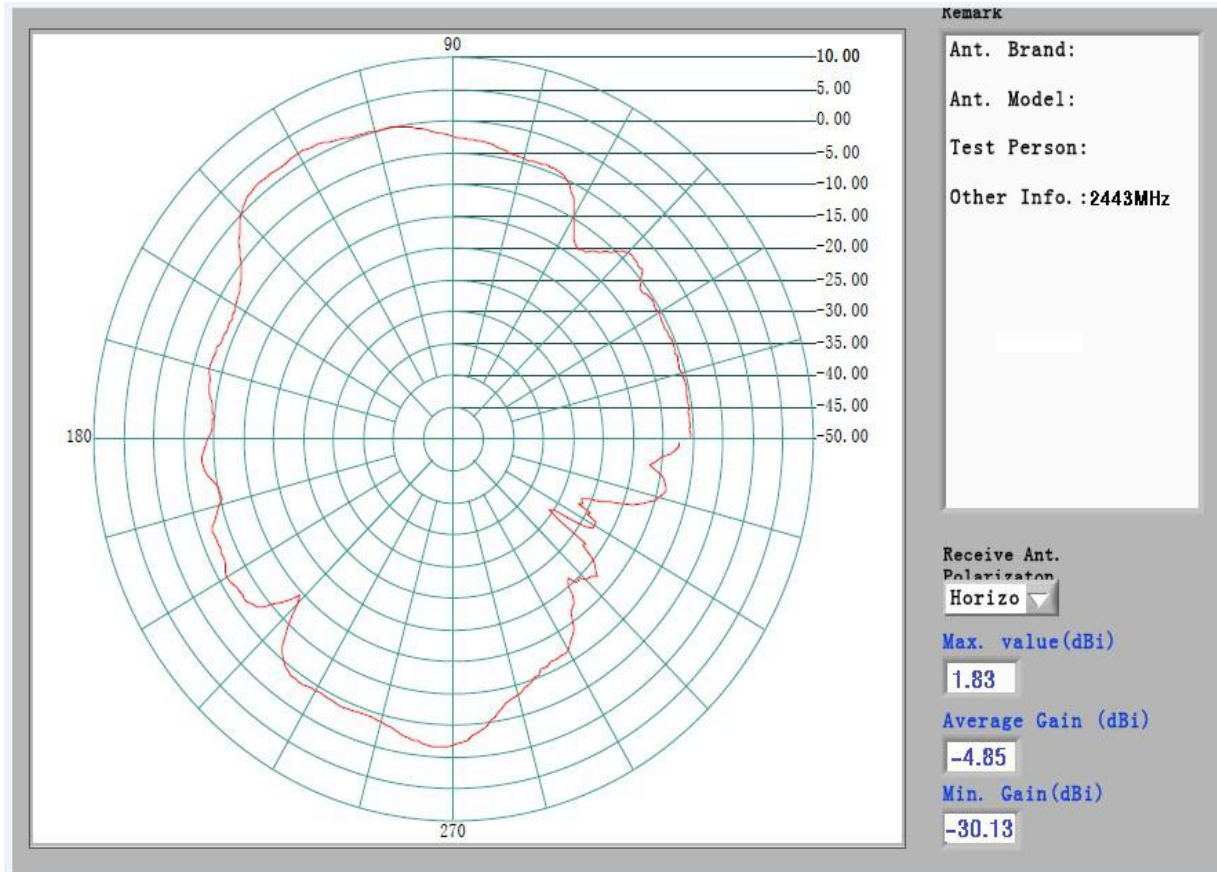 Remark
90
10.00
5.00
0.00
-5.00
-10.00
-15.00
-20.00
-25.00
-30.00
-35.00
-40.00
-45.00
-50.00
180
270
Ant. Brand:
Ant. Model:
Test Person:
Other Info.:2443MHz
Receive Ant.
Polarizaton
Horizo
Max. value(dBi)
1.83
Average Gain (dBi)
-4.85
Min. Gain(dBi)
-30.13